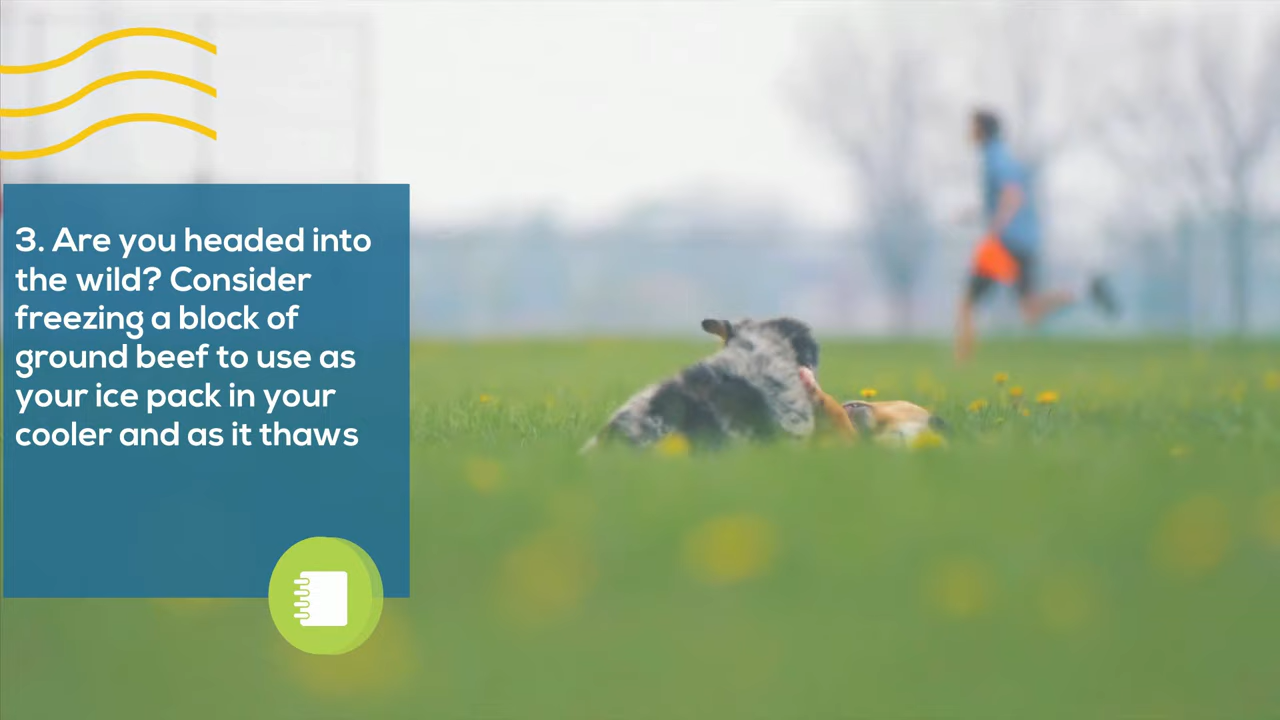 3. Are you headed into
the wild? Consider
freezing a block of
ground beef to use as
your ice pack in your
cooler and as it thaws